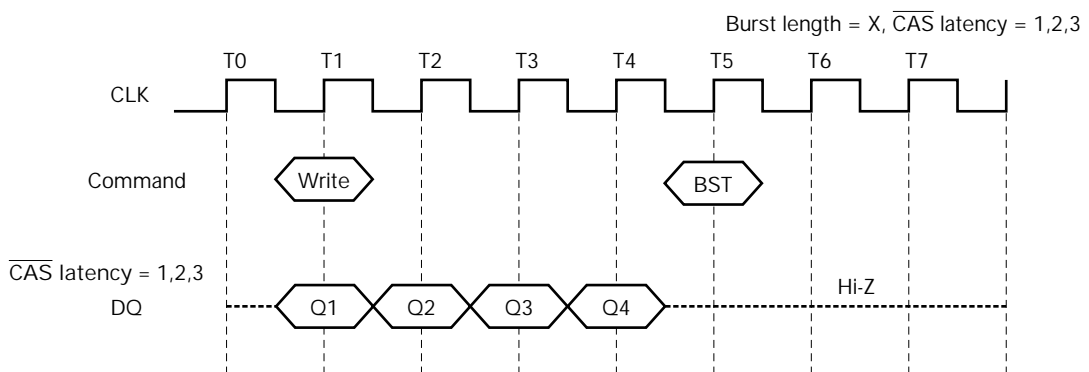 Burst length = X, CAS latency = 1,2,3
T0 T1 T2 T3 T4 T5 T6 T7
CLK
Command Write BST
CAS latency = 1,2,3
Hi-Z
DQ Q1 Q2 Q3 Q4